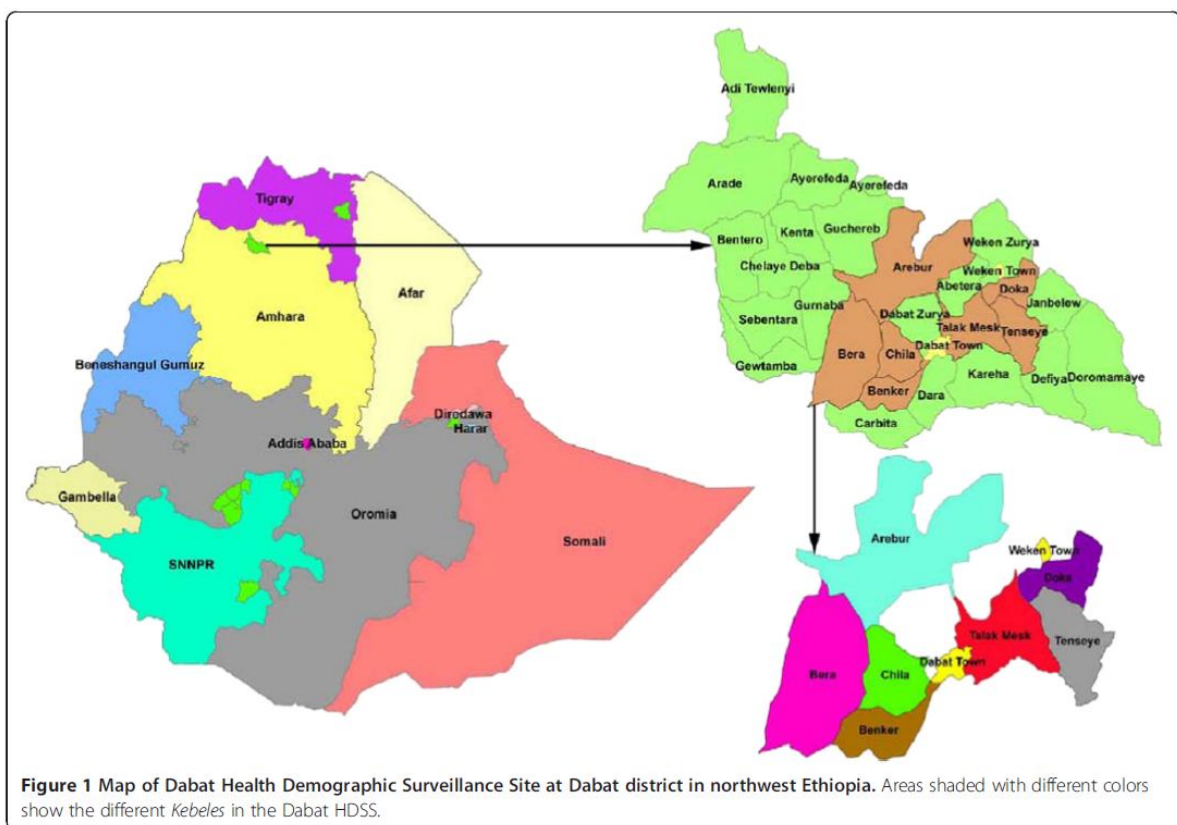 Adi Tewlenyi
Arade
Ayerefeda
Ayerefeda
Bentero
Kenta
Guchereb
Weken Zurya
Arebur
Chelaye Deba
Weken Town
Abetera
Doka
Janbelew
Gurnaba
Sebentara
Dabat Zurya
Talak Mesk
Tenseye
Bera
Chila
Dabat Town
Gewtamba
Kareha
Defiya
Doromamaye
Benker
Dara
Carbita
Tigray
Afar
Amhara
Beneshangul Gumuz
Diredawa
Harar
Addis Ababa
Gambella
Oromia
Somali
SNNPR
Arebur
Weken Town
Doka
Talak Mesk
Tenseye
Dabat Town
Bera
Chila
Benker
Figure 1 Map of Dabat Health Demographic Surveillance Site at Dabat district in northwest Ethiopia. Areas shaded with different colors
show the different Kebeles in the Dabat HDSS.